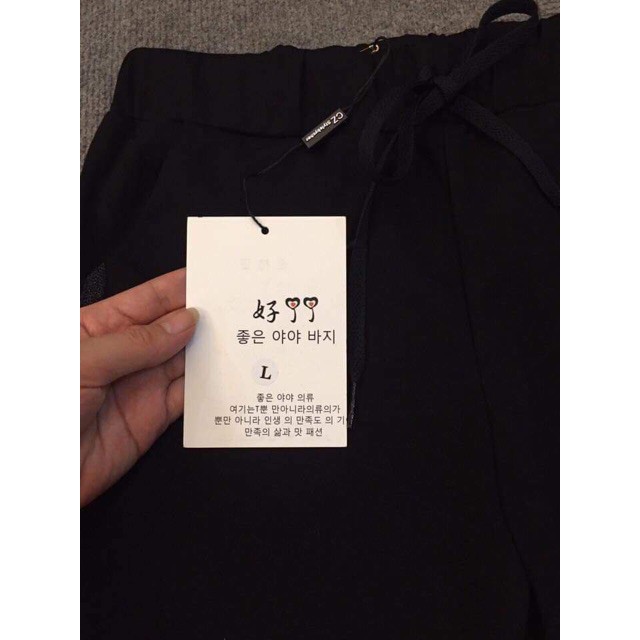 CZ
好
좋은 야야 바지
L
좋은 야야 의류
여기는T뿐 만아니라의류의가
뿐만 아니라 인생 의 만족도 의 기
만족의 삶과 맛 패션